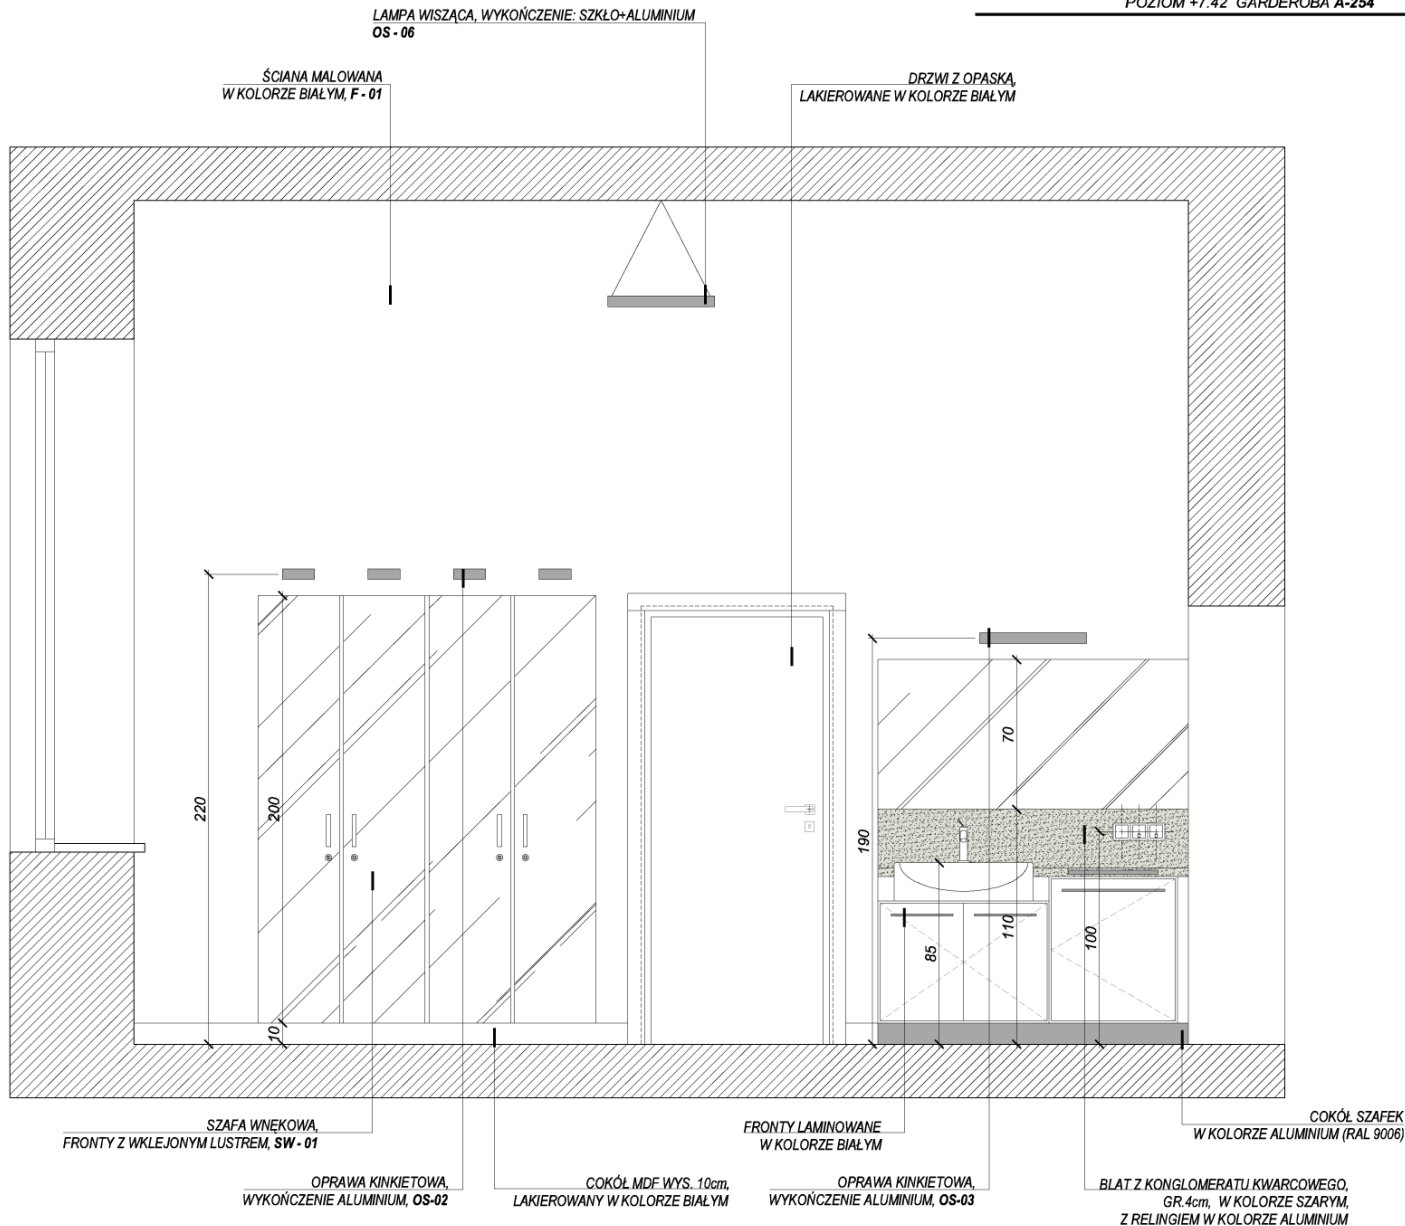 POZIOM +7.42 GARDEROBA A-254
LAMPA WISZĄCA, WYKOŃCZENIE: SZKŁO+ALUMINIUM
OS - 06
ŚCIANA MALOWANA
W KOLORZE BIAŁYM, F - 01
DRZWI Z OPASKĄ,
LAKIEROWANE W KOLORZE BIAŁYM
220
200
10
190
70
85
110
100
SZAFA WNĘKOWA,
FRONTY Z WKLEJONYM LUSTREM, SW - 01
OPRAWA KINKIETOWA,
WYKOŃCZENIE ALUMINIUM, OS-02
COKÓŁ MDF WYS. 10cm,
LAKIEROWANY W KOLORZE BIAŁYM
FRONTY LAMINOWANE
W KOLORZE BIAŁYM
OPRAWA KINKIETOWA,
WYKOŃCZENIE ALUMINIUM, OS-03
COKÓŁ SZAFEK
W KOLORZE ALUMINIUM (RAL 9006)
BLAT Z KONGLOMERATU KWARCOWEGO,
GR.4cm, W KOLORZE SZARYM,
Z RELINGIEM W KOLORZE ALUMINIUM